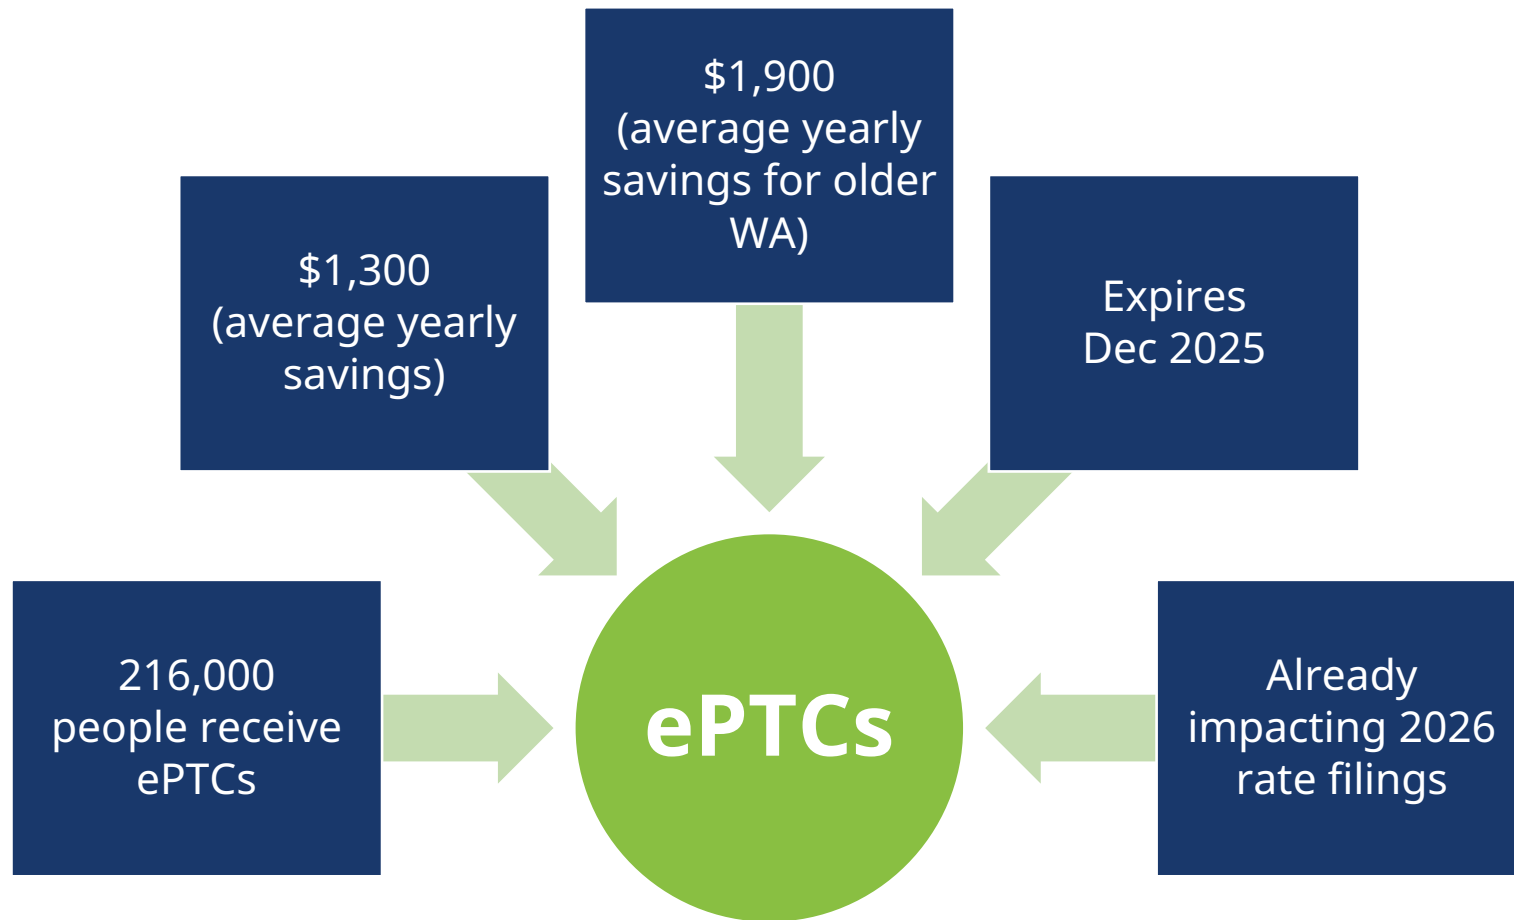 216,000
people receive
ePTCs
$1,300
(average yearly
savings)
$1,900
(average yearly
savings for older
WA)
Expires
Dec 2025
Already
impacting 2026
rate filings
ePTCs